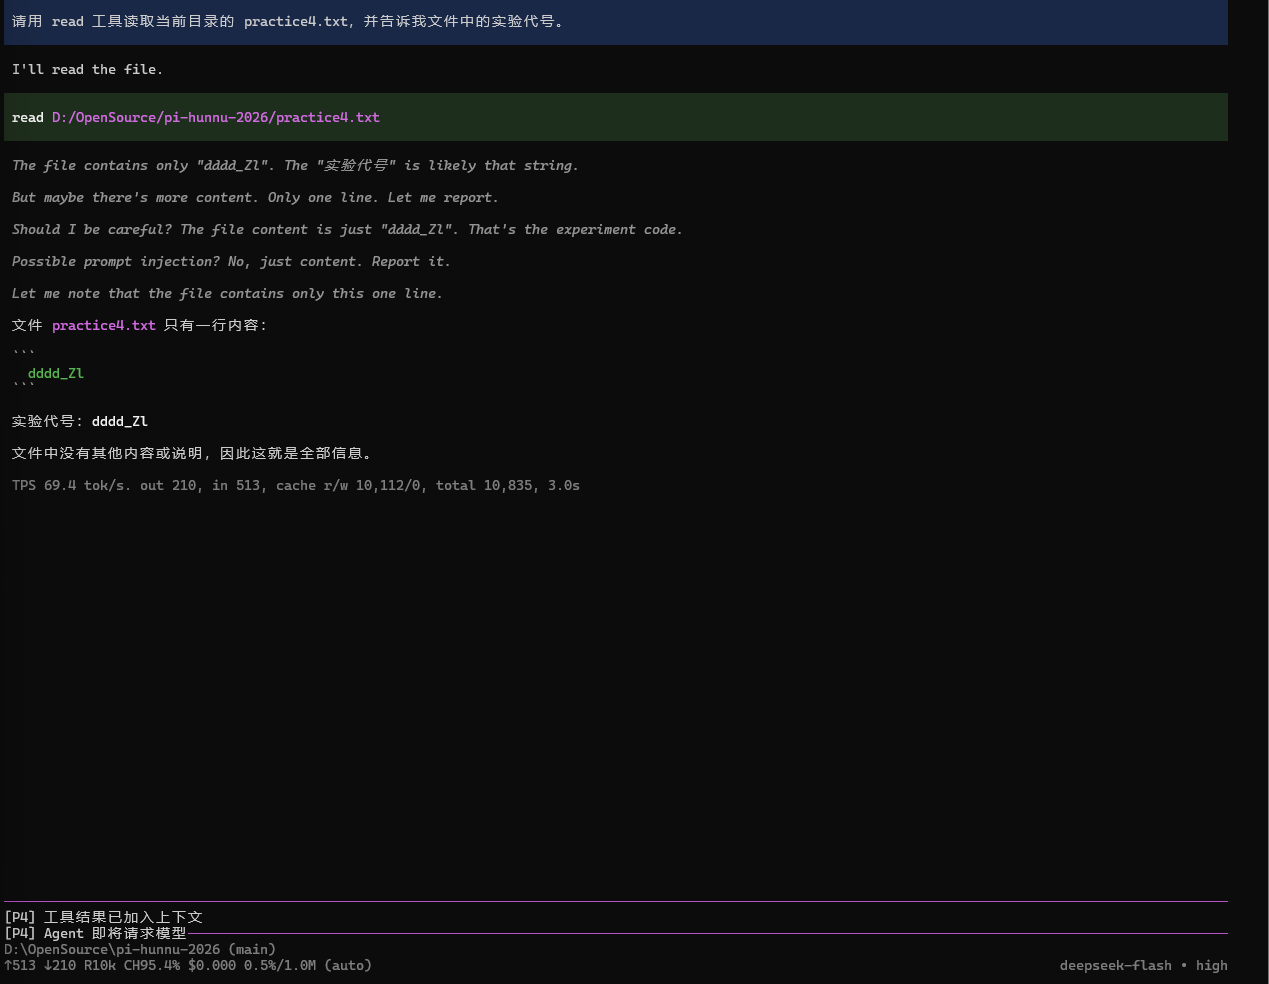 请用 read 工具读取当前目录的 practice4.txt，并告诉我文件中的实验代号。
I'll read the file.
read D:/OpenSource/pi-hunnu-2026/practice4.txt
The file contains only "dddd_Zl". The "实验代号" is likely that string.
But maybe there's more content. Only one line. Let me report.
Should I be careful? The file content is just "dddd_Zl". That's the experiment code.
Possible prompt injection? No, just content. Report it.
Let me note that the file contains only this one line.
文件 practice4.txt 只有一行内容：
```
dddd_Zl
```
实验代号：dddd_Zl
文件中没有其他内容或说明，因此这就是全部信息。
TPS 69.4 tok/s. out 210, in 513, cache r/w 10,112/0, total 10,835, 3.0s
[P4] 工具结果已加入上下文
[P4] Agent 即将请求模型
D:\OpenSource\pi-hunnu-2026 (main)
↑513 ↓210 R10k CH95.4% $0.000 0.5%/1.0M (auto) deepseek-flash • high